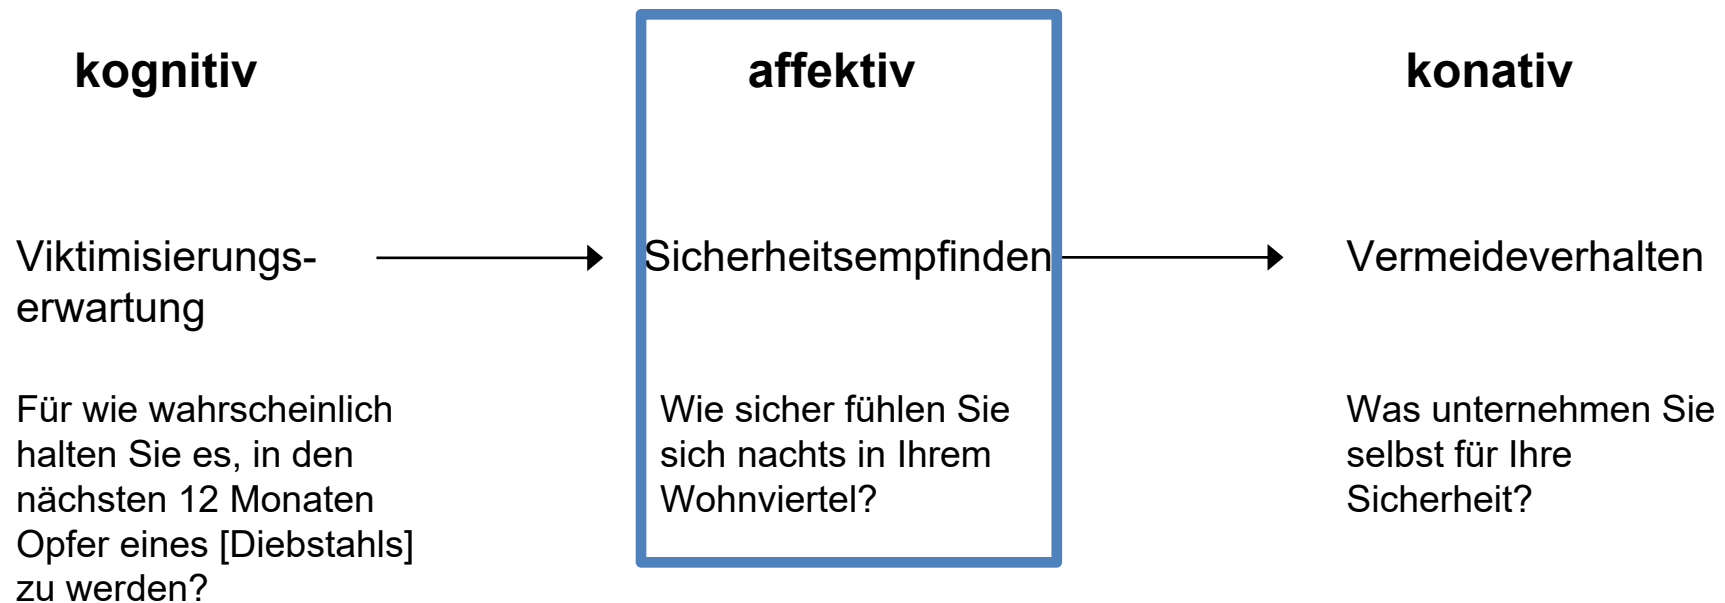 kognitiv
affektiv
konativ
Viktimisierungs-
erwartung
Sicherheitsempfinden
Vermeideverhalten
Für wie wahrscheinlich
halten Sie es, in den
nächsten 12 Monaten
Opfer eines [Diebstahls]
zu werden?
Wie sicher fühlen Sie
sich nachts in Ihrem
Wohnviertel?
Was unternehmen Sie
selbst für Ihre
Sicherheit?